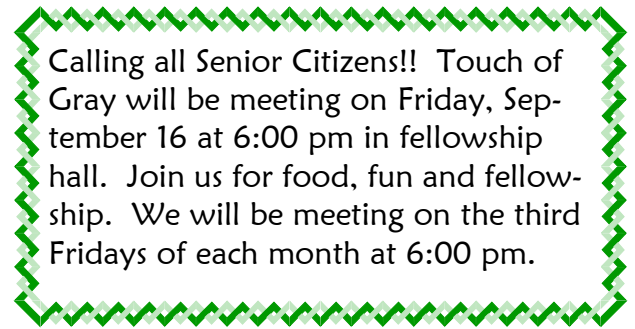 Calling all Senior Citizens!!  Touch of
Gray will be meeting on Friday, Sep-
tember 16 at 6:00 pm in fellowship
hall.  Join us for food, fun and fellow-
ship.  We will be meeting on the third
Fridays of each month at 6:00 pm.